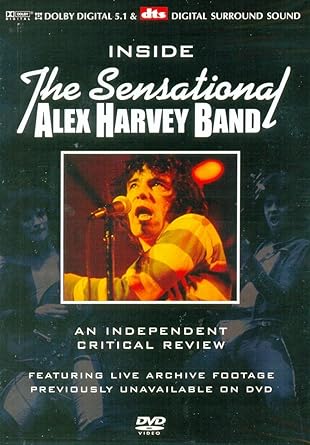 DOLBY DIGITAL 5.1 & dts DIGITAL SURROUND SOUND
INSIDE
The Sensational
ALEX HARVEY BAND
AN INDEPENDENT
CRITICAL REVIEW
FEATURING LIVE ARCHIVE FOOTAGE
PREVIOUSLY UNAVAILABLE ON DVD
DVD
VIDEO